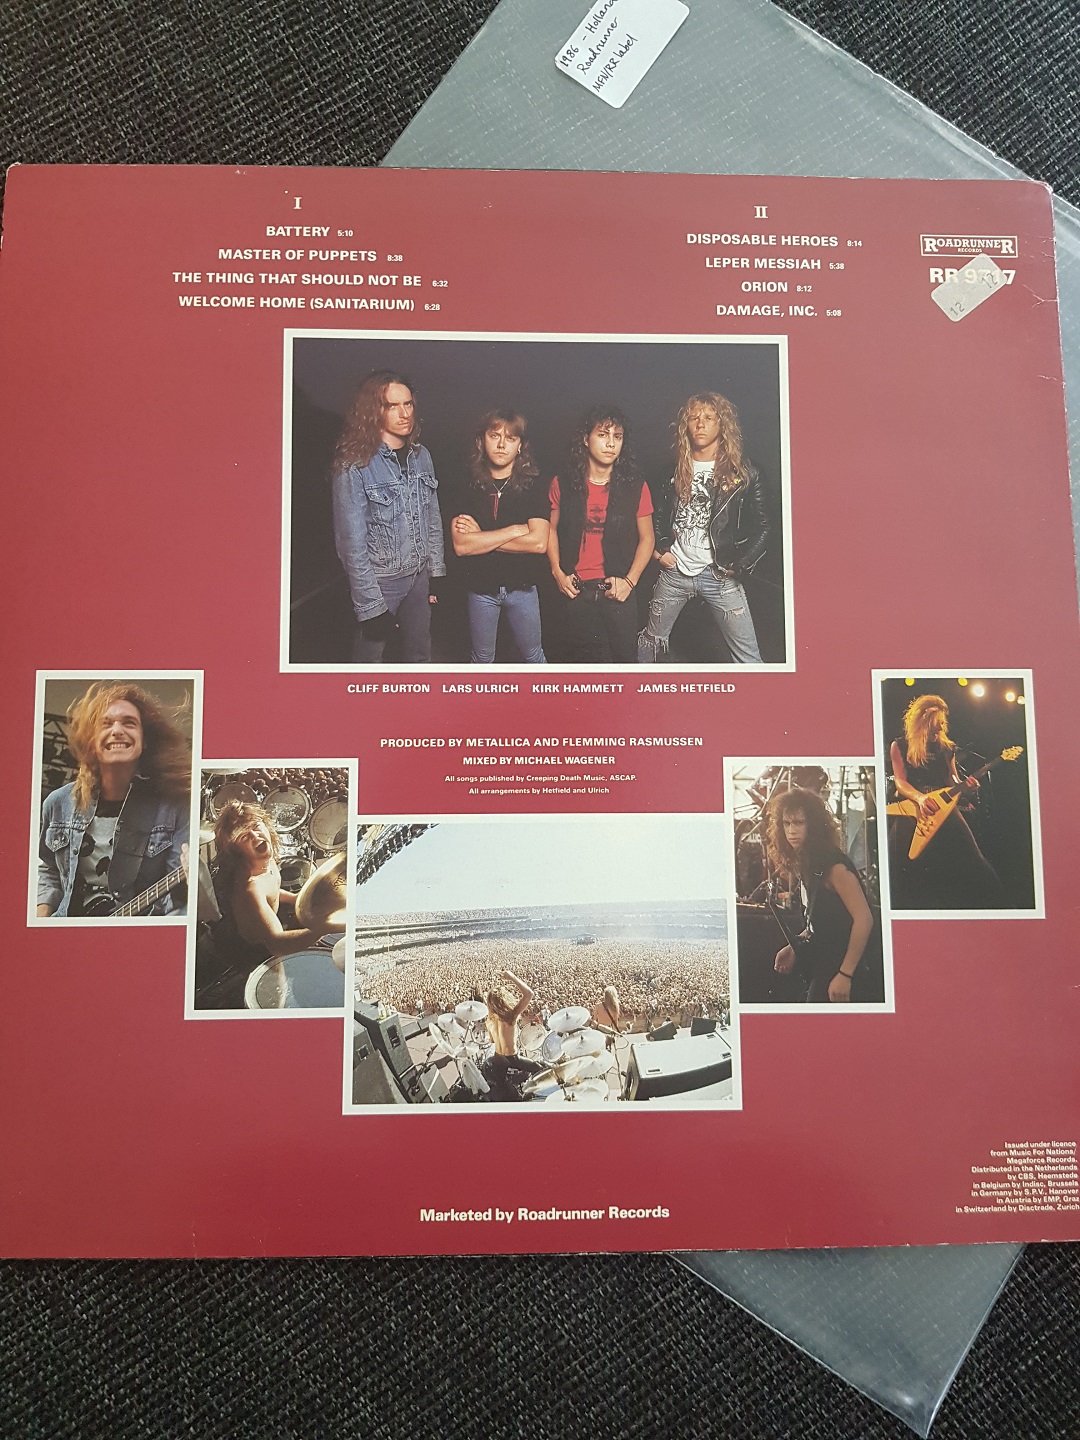 1986 - Holland
Roadrunner
MFN/RR label
I
BATTERY 5:10
MASTER OF PUPPETS 8:38
THE THING THAT SHOULD NOT BE 6:32
WELCOME HOME (SANITARIUM) 6:28
II
DISPOSABLE HEROES 8:14
LEPER MESSIAH 5:38
ORION 8:12
DAMAGE, INC. 5:08
ROADRUNNER
RECORDS
RR 9717
12 12
CLIFF BURTON LARS ULRICH KIRK HAMMETT JAMES HETFIELD
PRODUCED BY METALLICA AND FLEMMING RASMUSSEN
MIXED BY MICHAEL WAGENER
All songs published by Creeping Death Music, ASCAP.
All arrangements by Hetfield and Ulrich
Issued under licence
from Music For Nations/
Megaforce Records.
Distributed in the Netherlands
by CBS, Heemstede
in Belgium by Indisc, Brussels
in Germany by S.P.V., Hanover
in Austria by EMP, Graz
in Switzerland by Disctrade, Zurich
Marketed by Roadrunner Records